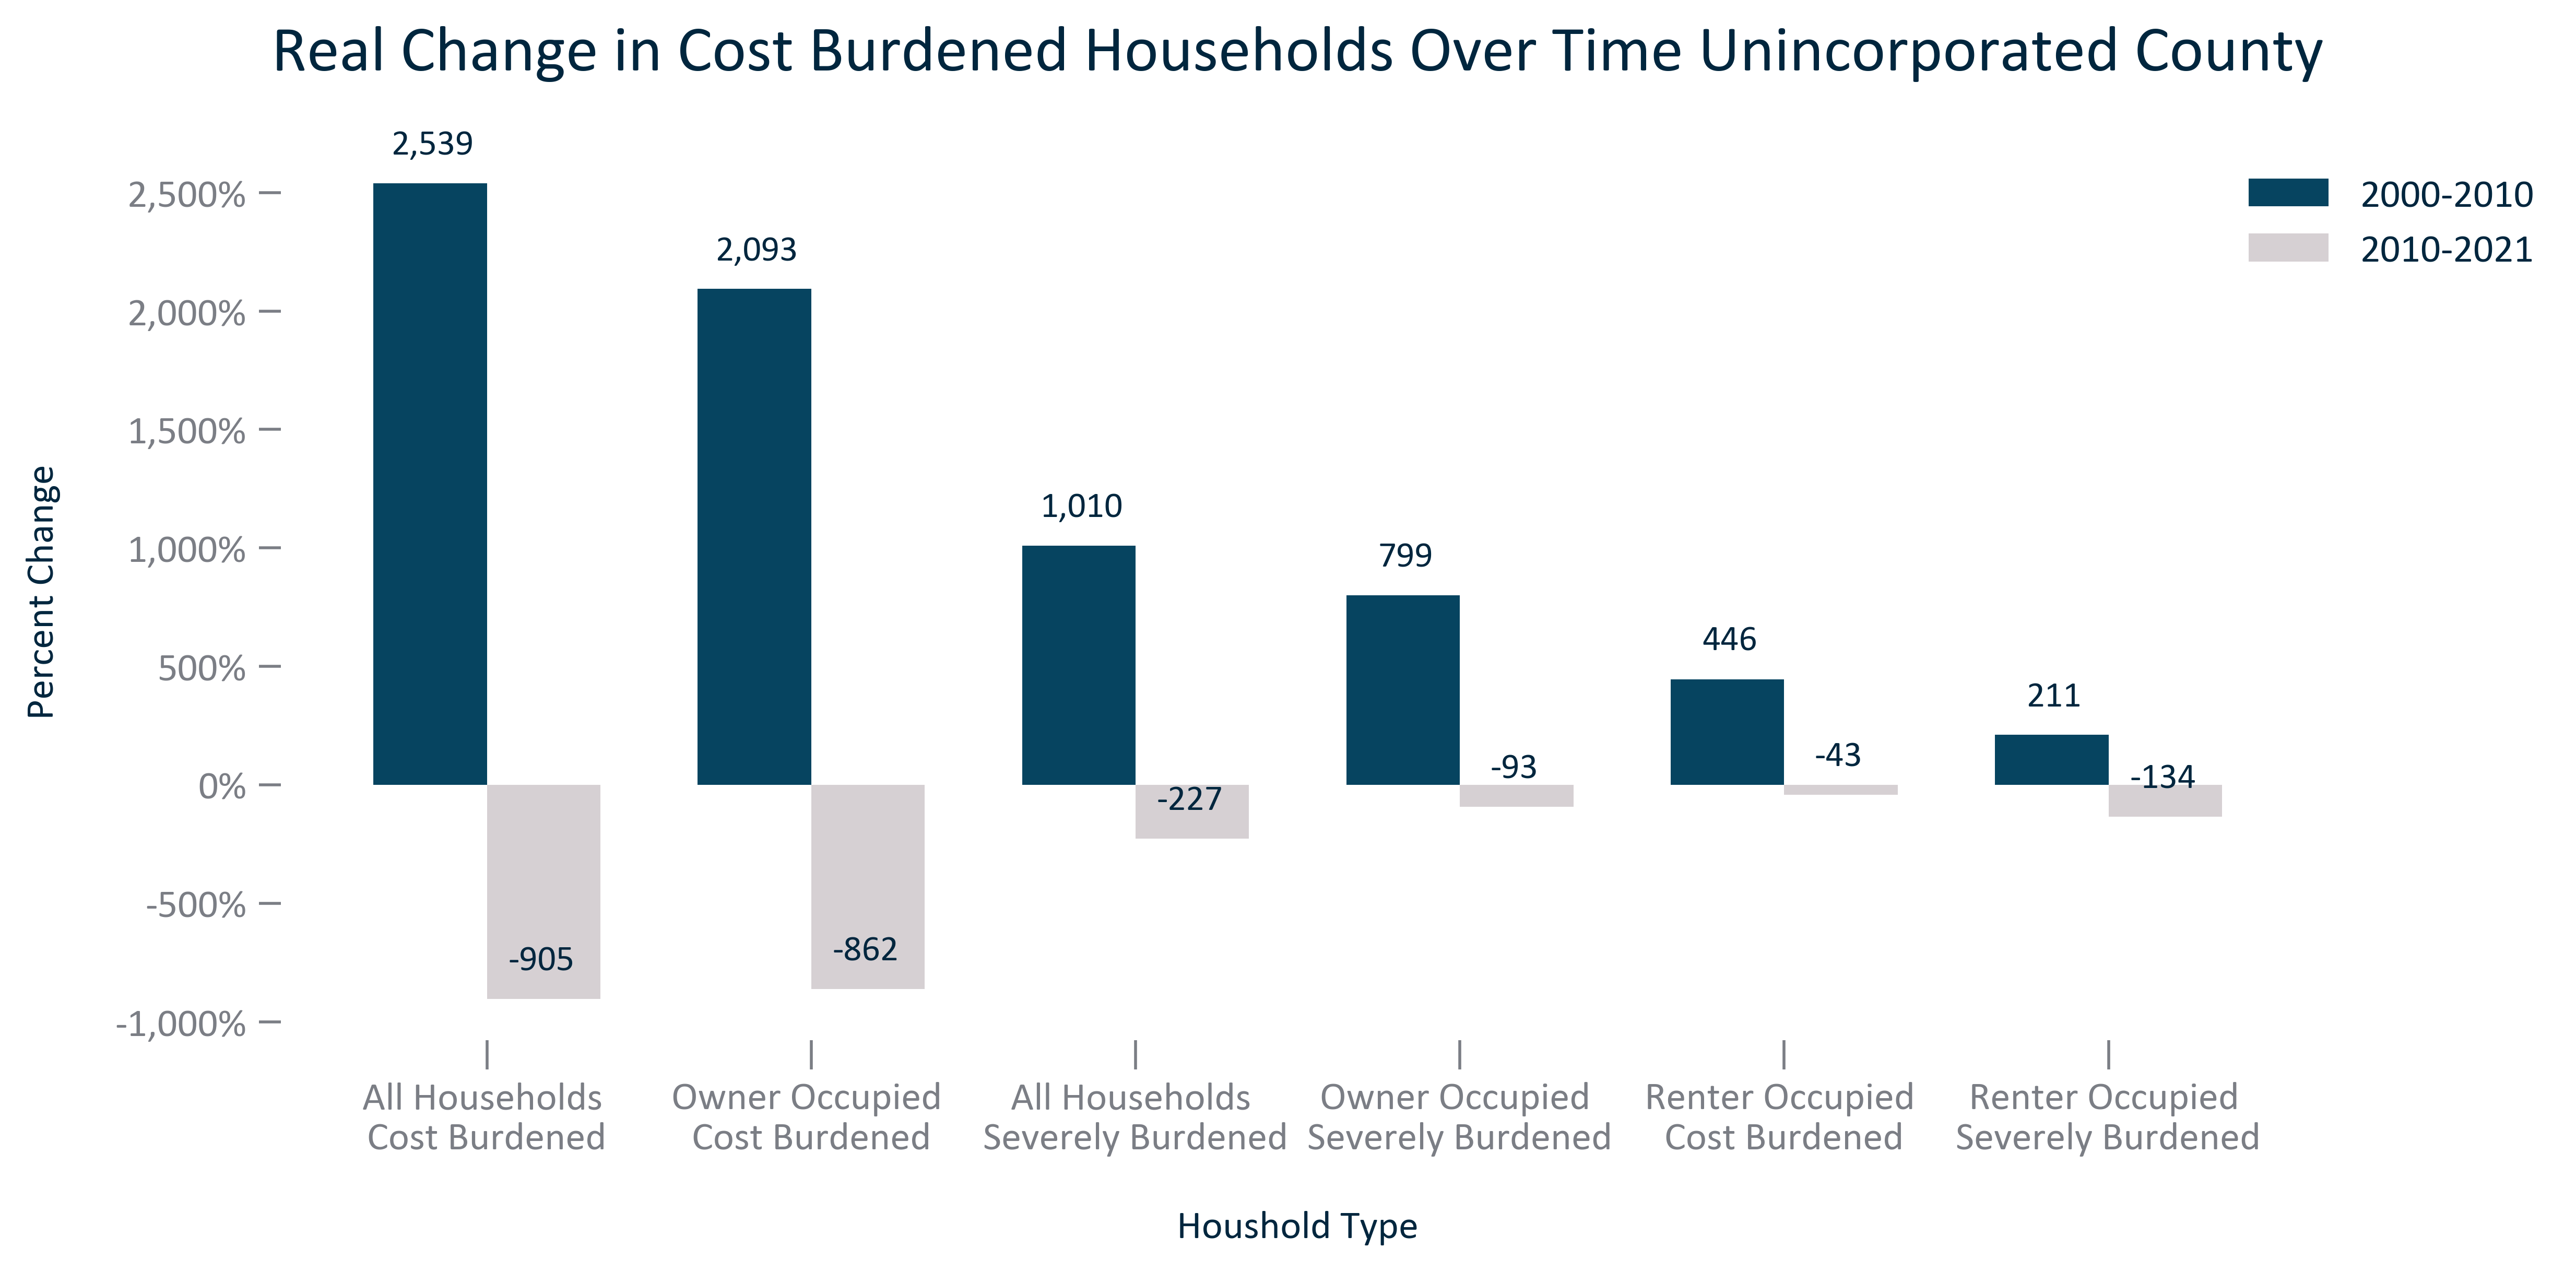 Real Change in Cost Burdened Households Over Time Unincorporated County
2000-2010
2010-2021
Percent Change
2,500%
2,000%
1,500%
1,000%
500%
0%
-500%
-1,000%
2,539
-905
2,093
-862
1,010
-227
799
-93
446
-43
211
-134
All Households
Cost Burdened
Owner Occupied
Cost Burdened
All Households
Severely Burdened
Owner Occupied
Severely Burdened
Renter Occupied
Cost Burdened
Renter Occupied
Severely Burdened
Houshold Type